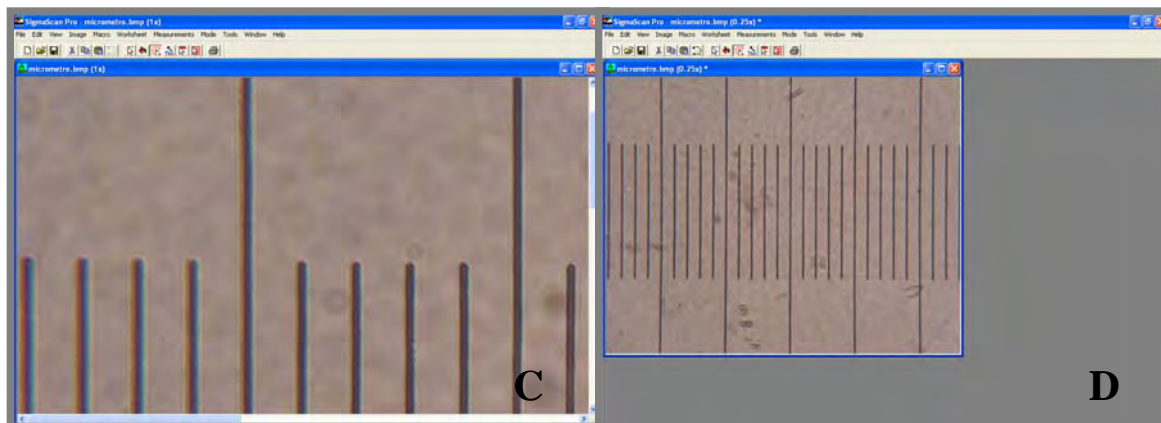 SigmaScan Pro - micrometro.bmp (1x)
File Edit View Image Macro Worksheet Measurements Mode Tools Window Help
micrometro.bmp (1x)
C
SigmaScan Pro - micrometro.bmp (0.25x) *
File Edit View Image Macro Worksheet Measurements Mode Tools Window Help
micrometro.bmp (0.25x) *
D